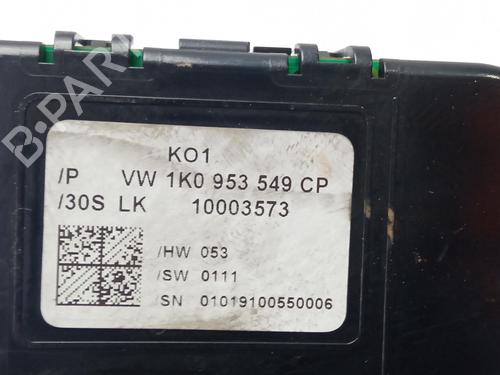 KO1
/P VW 1K0 953 549 CP
/30S LK 10003573
/HW 053
/SW 0111
/SN 01019100550006
B-PARTS